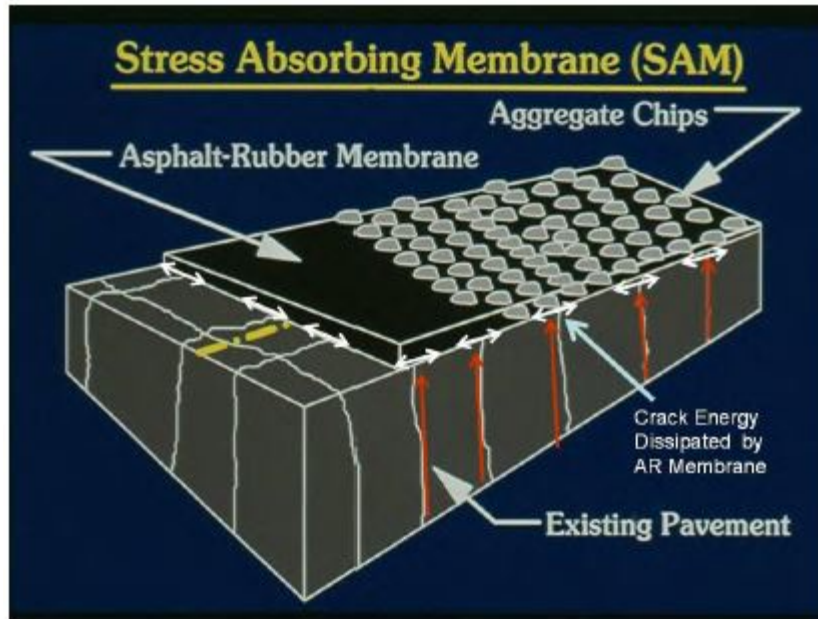 Stress Absorbing Membrane (SAM)
Aggregate Chips
Asphalt-Rubber Membrane
Crack Energy
Dissipated by
AR Membrane
Existing Pavement